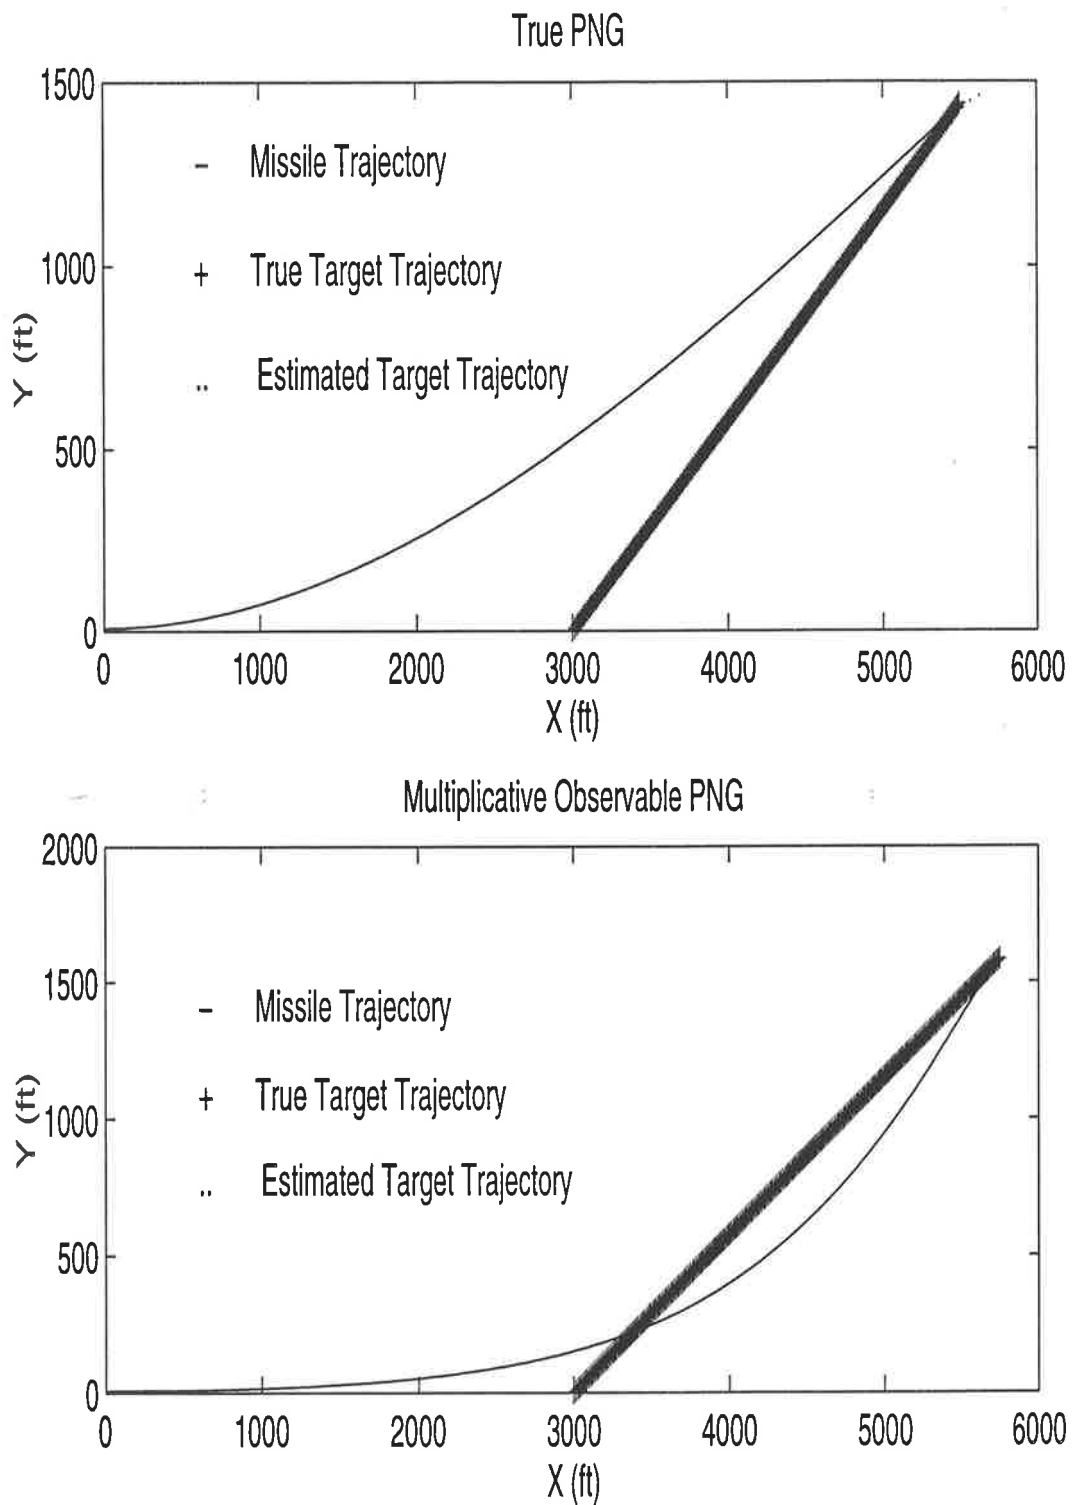 True PNG
1500
1000
500
0
Y (ft)
– Missile Trajectory
+ True Target Trajectory
.. Estimated Target Trajectory
0 1000 2000 3000 4000 5000 6000
X (ft)
Multiplicative Observable PNG
2000
1500
1000
500
0
Y (ft)
– Missile Trajectory
+ True Target Trajectory
.. Estimated Target Trajectory
0 1000 2000 3000 4000 5000 6000
X (ft)